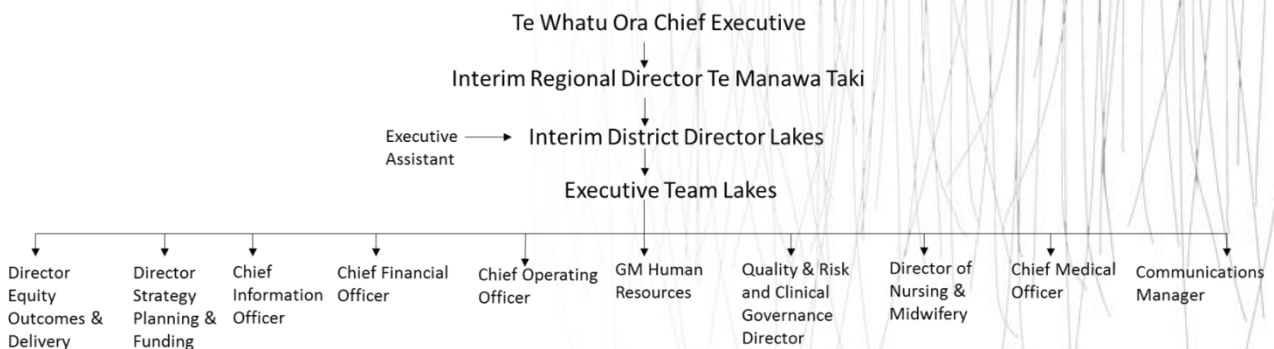 Te Whatu Ora Chief Executive
Interim Regional Director Te Manawa Taki
Executive
Assistant
Interim District Director Lakes
Executive Team Lakes
Director
Equity
Outcomes &
Delivery
Director
Strategy
Planning &
Funding
Chief
Information
Officer
Chief Financial
Officer
Chief Operating
Officer
GM Human
Resources
Quality & Risk
and Clinical
Governance
Director
Director of
Nursing &
Midwifery
Chief Medical
Officer
Communications
Manager